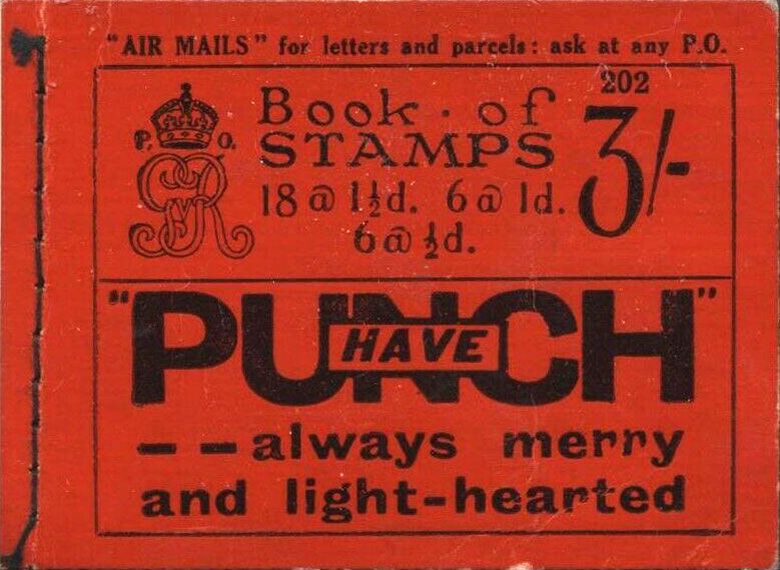 "AIR MAILS" for letters and parcels: ask at any P.O.
202
P. O.
GvR
Book · of
STAMPS
3/-
18 @ 1½d. 6 @ 1d.
6 @ ½d.
"PUNCH"
HAVE
--always merry
and light-hearted